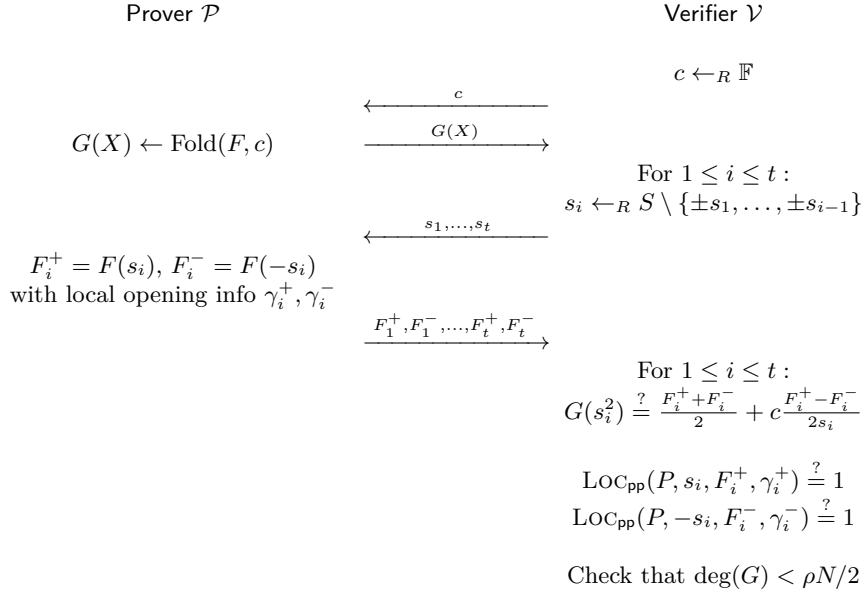 Prover 𝒫 Verifier 𝒱
c ←_R 𝔽
c
G(X) ← Fold(F, c)
G(X)
For 1 ≤ i ≤ t :
s_i ←_R S \ {±s_1, …, ±s_{i−1}}
s_1,…,s_t
F_i^+ = F(s_i), F_i^− = F(−s_i)
with local opening info γ_i^+, γ_i^−
F_1^+,F_1^−,…,F_t^+,F_t^−
For 1 ≤ i ≤ t :
G(s_i^2) ≟ (F_i^+ + F_i^−)/2 + c (F_i^+ − F_i^−)/(2s_i)
LOC_pp(P, s_i, F_i^+, γ_i^+) ≟ 1
LOC_pp(P, −s_i, F_i^−, γ_i^−) ≟ 1
Check that deg(G) < ρN/2